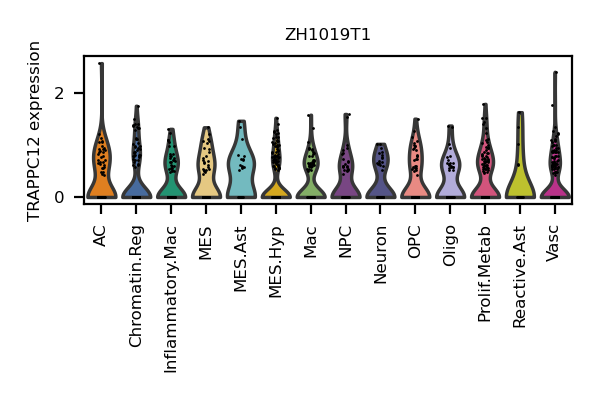 ZH1019T1
TRAPPC12 expression
2
0
AC
Chromatin.Reg
Inflammatory.Mac
MES
MES.Ast
MES.Hyp
Mac
NPC
Neuron
OPC
Oligo
Prolif.Metab
Reactive.Ast
Vasc